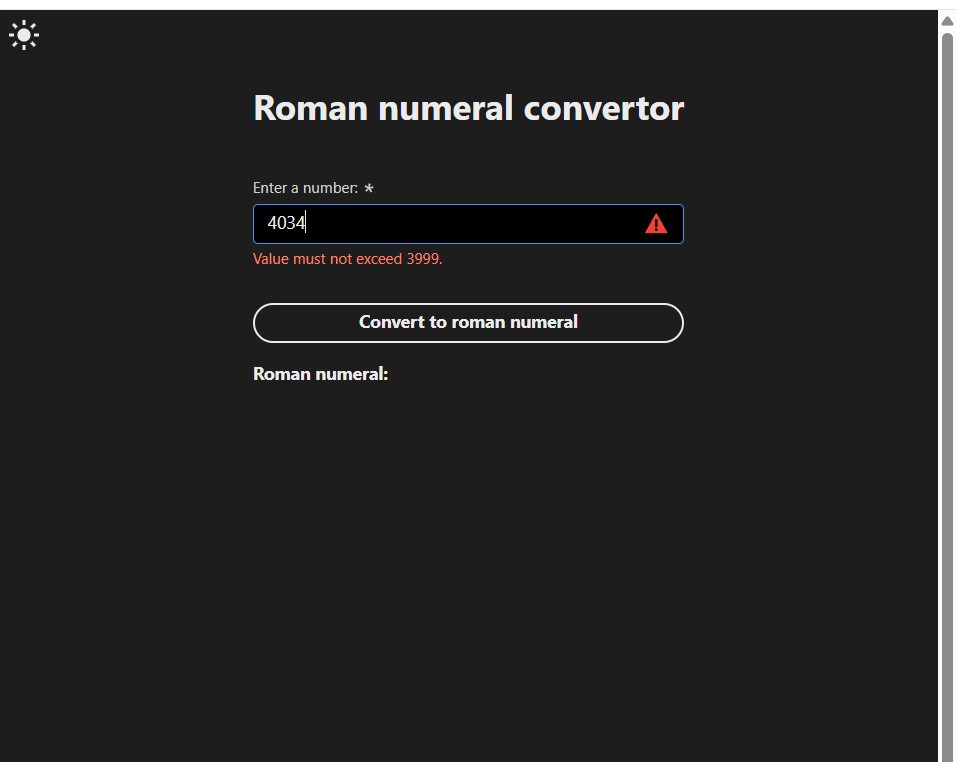 Roman numeral convertor
Enter a number: *
4034
Value must not exceed 3999.
Convert to roman numeral
Roman numeral: